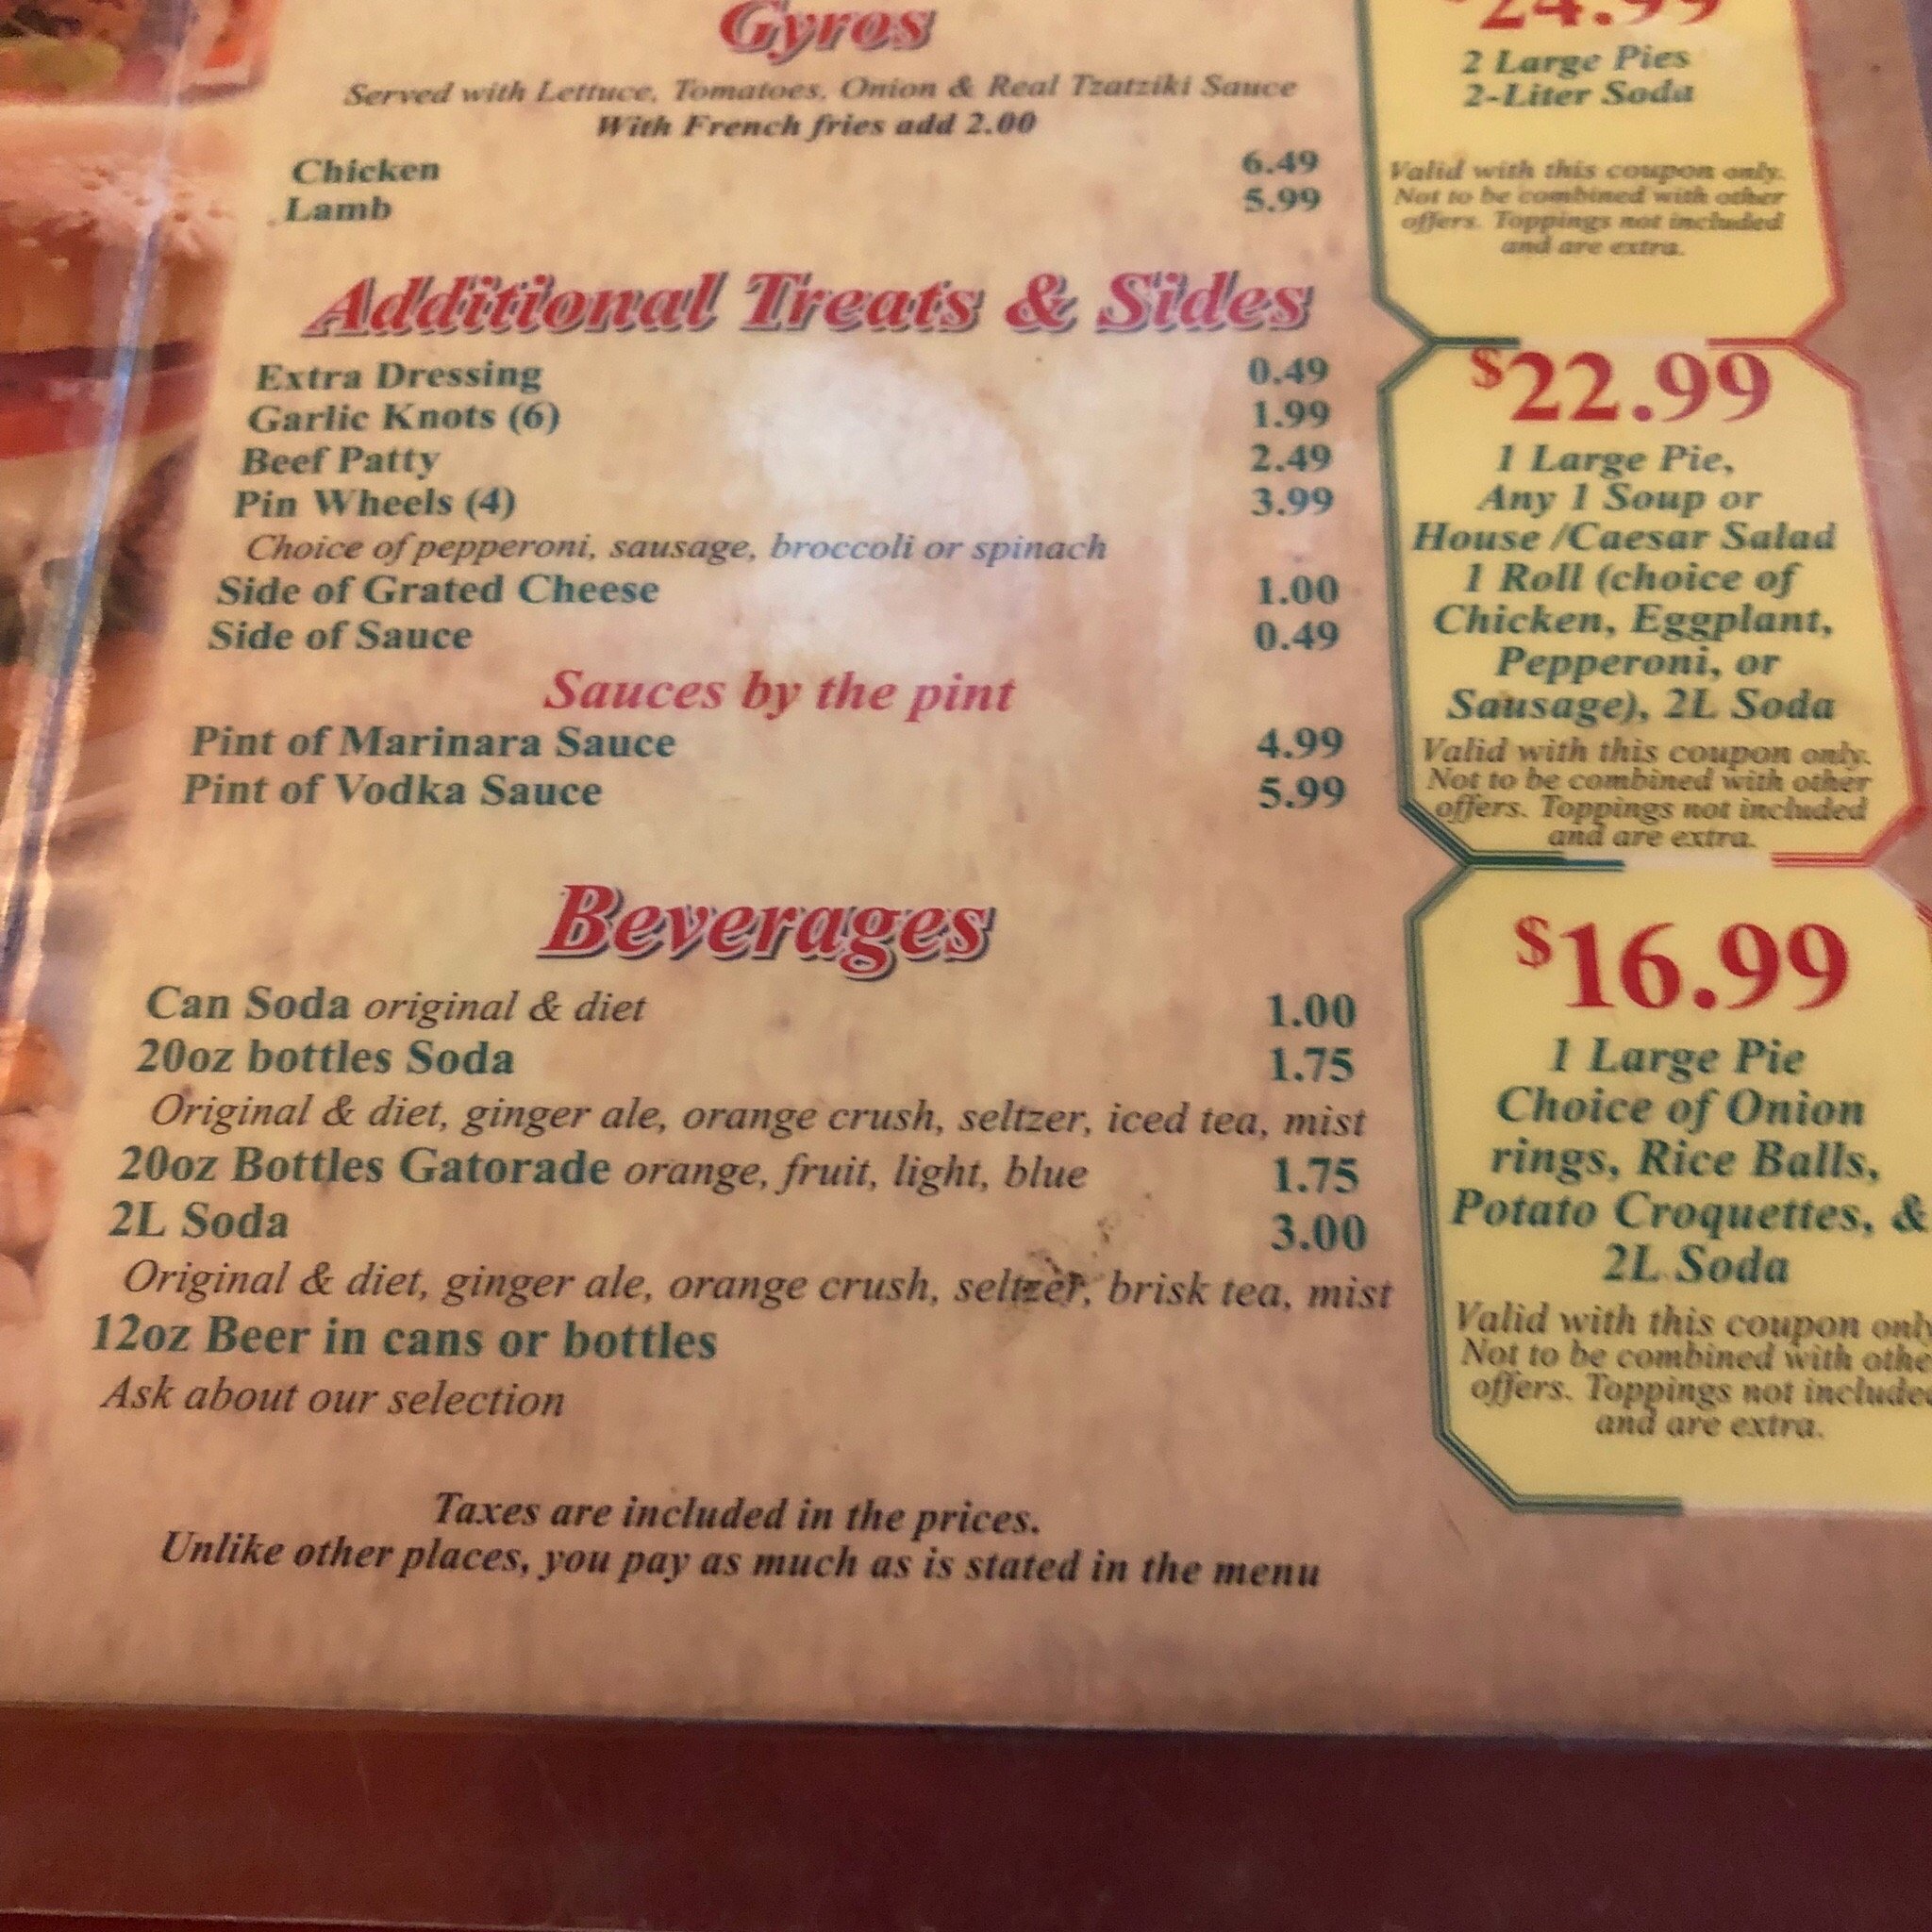 Gyros
Served with Lettuce, Tomatoes, Onion & Real Tzatziki Sauce
With French fries add 2.00
Chicken 6.49
Lamb 5.99
Additional Treats & Sides
Extra Dressing 0.49
Garlic Knots (6) 1.99
Beef Patty 2.49
Pin Wheels (4) 3.99
Choice of pepperoni, sausage, broccoli or spinach
Side of Grated Cheese 1.00
Side of Sauce 0.49
Sauces by the pint
Pint of Marinara Sauce 4.99
Pint of Vodka Sauce 5.99
Beverages
Can Soda original & diet 1.00
20oz bottles Soda 1.75
Original & diet, ginger ale, orange crush, seltzer, iced tea, mist
20oz Bottles Gatorade orange, fruit, light, blue 1.75
2L Soda 3.00
Original & diet, ginger ale, orange crush, seltzer, brisk tea, mist
12oz Beer in cans or bottles
Ask about our selection
Taxes are included in the prices.
Unlike other places, you pay as much as is stated in the menu
$24.99
2 Large Pies
2-Liter Soda
Valid with this coupon only.
Not to be combined with other
offers. Toppings not included
and are extra.
$22.99
1 Large Pie,
Any 1 Soup or
House /Caesar Salad
1 Roll (choice of
Chicken, Eggplant,
Pepperoni, or
Sausage), 2L Soda
Valid with this coupon only.
Not to be combined with other
offers. Toppings not included
and are extra.
$16.99
1 Large Pie
Choice of Onion
rings, Rice Balls,
Potato Croquettes, &
2L Soda
Valid with this coupon only
Not to be combined with othe
offers. Toppings not include
and are extra.